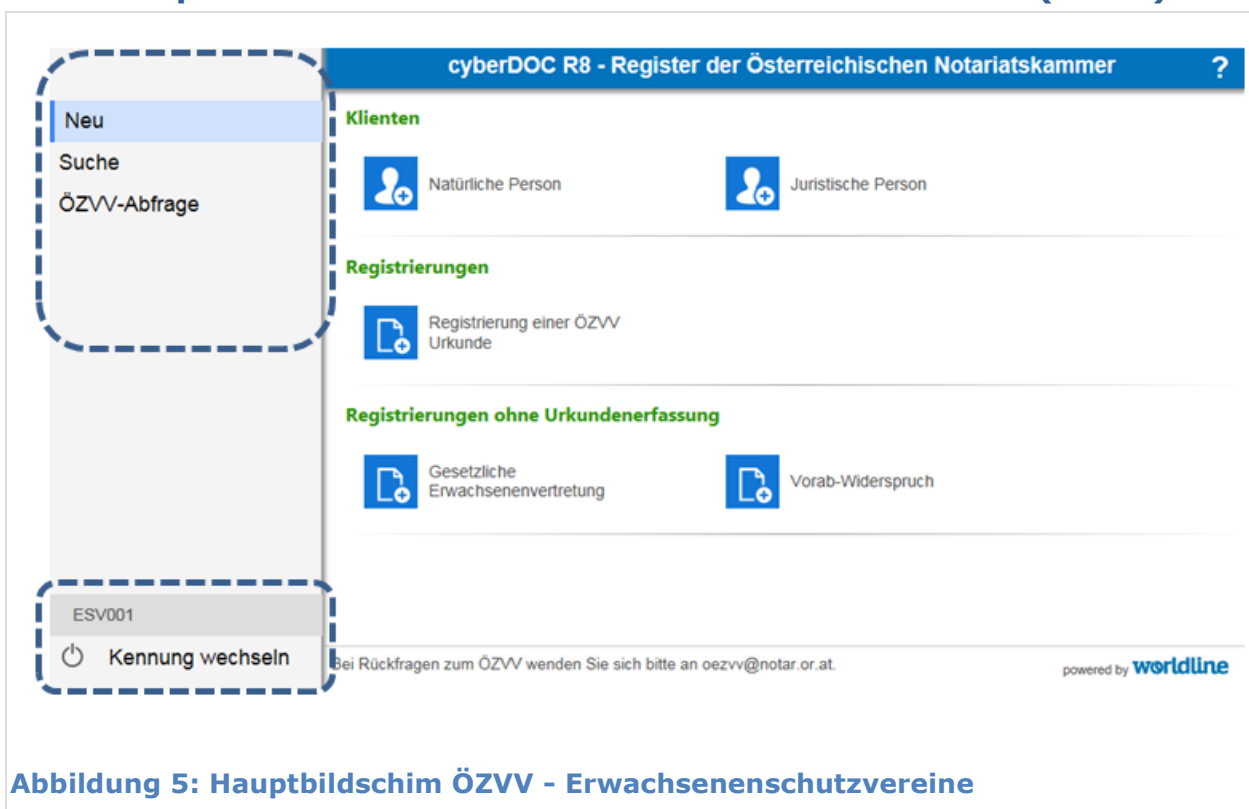 cyberDOC R8 - Register der Österreichischen Notariatskammer ?
Neu
Suche
ÖZVV-Abfrage
Klienten
Natürliche Person
Juristische Person
Registrierungen
Registrierung einer ÖZVV
Urkunde
Registrierungen ohne Urkundenerfassung
Gesetzliche
Erwachsenenvertretung
Vorab-Widerspruch
ESV001
Kennung wechseln
Bei Rückfragen zum ÖZVV wenden Sie sich bitte an oezvv@notar.or.at.
powered by worldline
Abbildung 5: Hauptbildschim ÖZVV - Erwachsenenschutzvereine